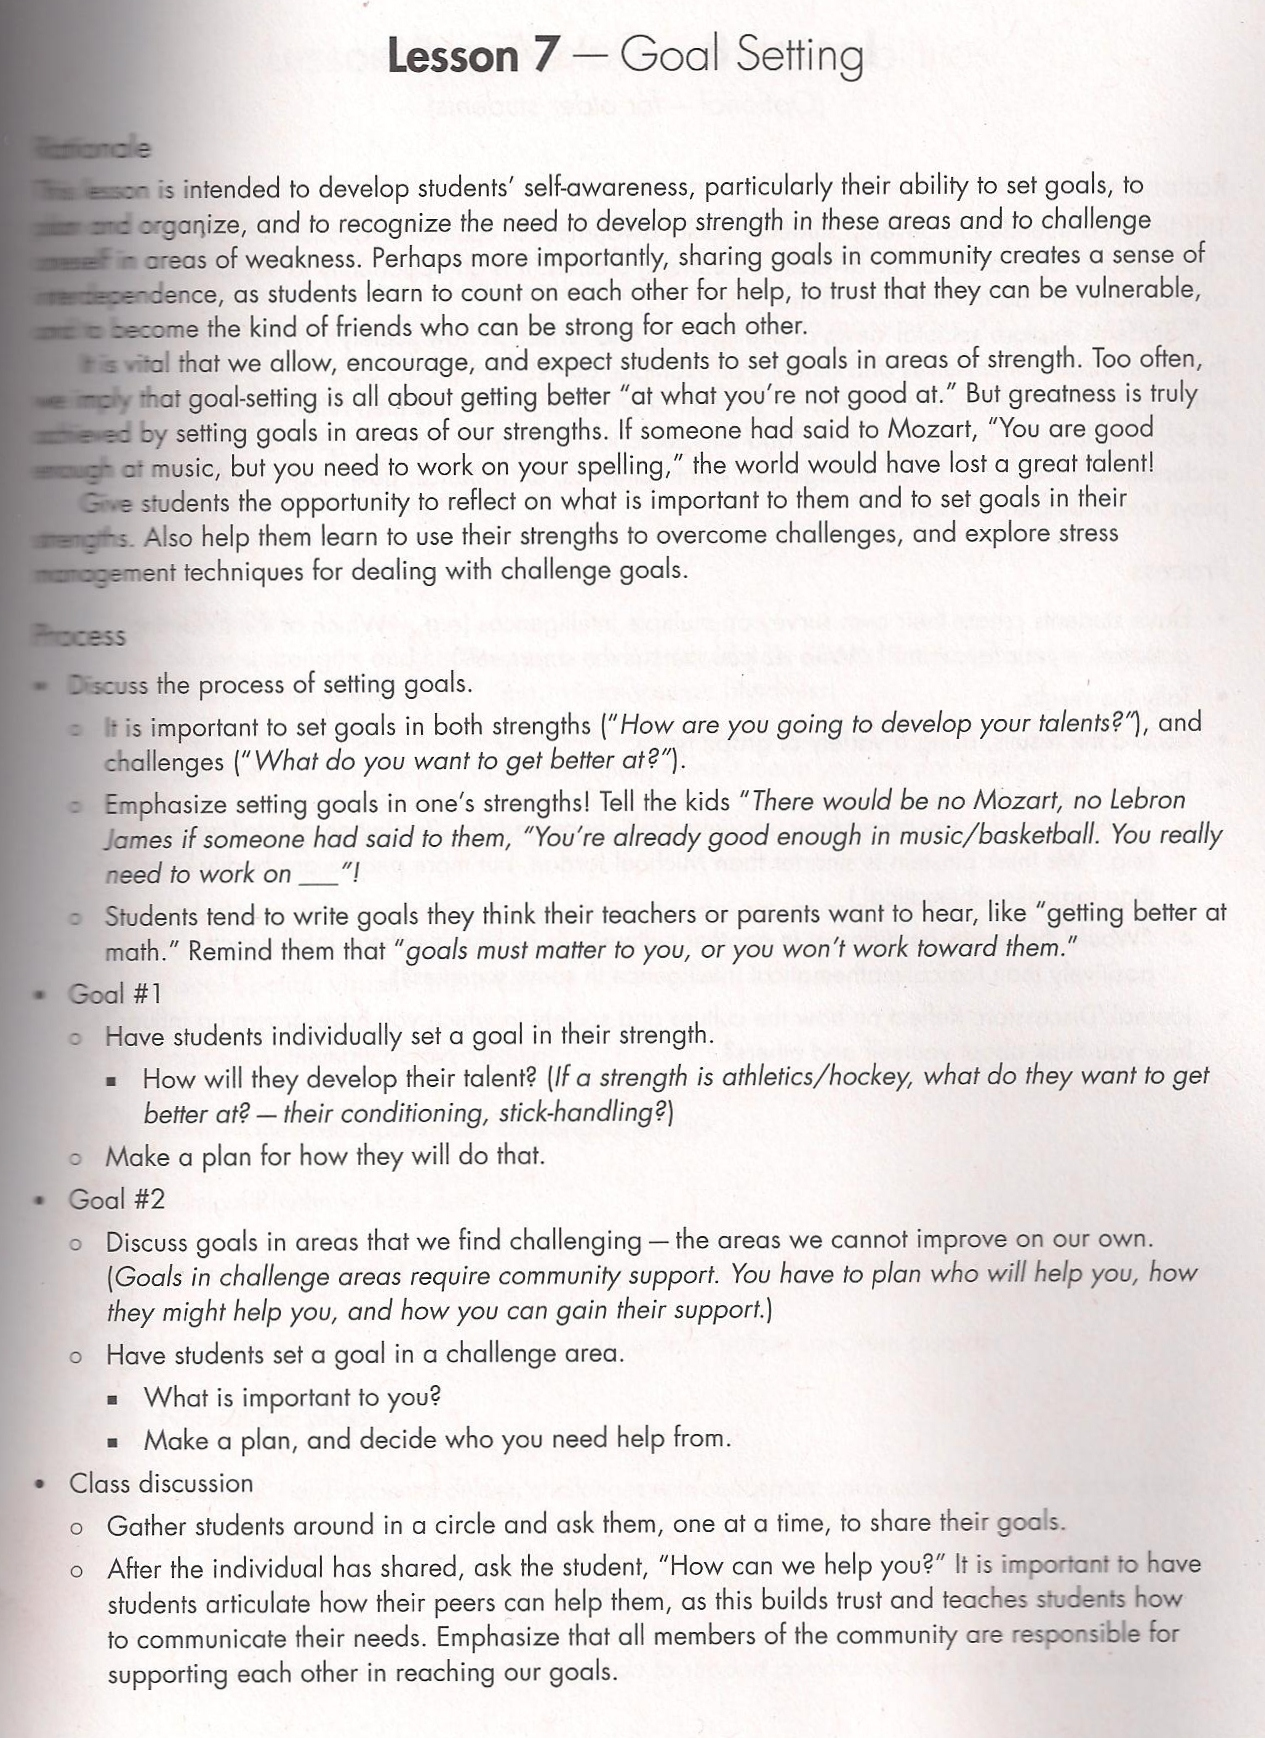 Lesson 7 — Goal Setting
Rationale
This lesson is intended to develop students' self-awareness, particularly their ability to set goals, to
plan and organize, and to recognize the need to develop strength in these areas and to challenge
oneself in areas of weakness. Perhaps more importantly, sharing goals in community creates a sense of
interdependence, as students learn to count on each other for help, to trust that they can be vulnerable,
and to become the kind of friends who can be strong for each other.
It is vital that we allow, encourage, and expect students to set goals in areas of strength. Too often,
we imply that goal-setting is all about getting better "at what you're not good at." But greatness is truly
achieved by setting goals in areas of our strengths. If someone had said to Mozart, "You are good
enough at music, but you need to work on your spelling," the world would have lost a great talent!
Give students the opportunity to reflect on what is important to them and to set goals in their
strengths. Also help them learn to use their strengths to overcome challenges, and explore stress
management techniques for dealing with challenge goals.
Process
• Discuss the process of setting goals.
○ It is important to set goals in both strengths ("How are you going to develop your talents?"), and
challenges ("What do you want to get better at?").
○ Emphasize setting goals in one's strengths! Tell the kids "There would be no Mozart, no Lebron
James if someone had said to them, "You're already good enough in music/basketball. You really
need to work on ___"!
○ Students tend to write goals they think their teachers or parents want to hear, like "getting better at
math." Remind them that "goals must matter to you, or you won't work toward them."
• Goal #1
○ Have students individually set a goal in their strength.
▪ How will they develop their talent? (If a strength is athletics/hockey, what do they want to get
better at? — their conditioning, stick-handling?)
○ Make a plan for how they will do that.
• Goal #2
○ Discuss goals in areas that we find challenging — the areas we cannot improve on our own.
(Goals in challenge areas require community support. You have to plan who will help you, how
they might help you, and how you can gain their support.)
○ Have students set a goal in a challenge area.
▪ What is important to you?
▪ Make a plan, and decide who you need help from.
• Class discussion
○ Gather students around in a circle and ask them, one at a time, to share their goals.
○ After the individual has shared, ask the student, "How can we help you?" It is important to have
students articulate how their peers can help them, as this builds trust and teaches students how
to communicate their needs. Emphasize that all members of the community are responsible for
supporting each other in reaching our goals.